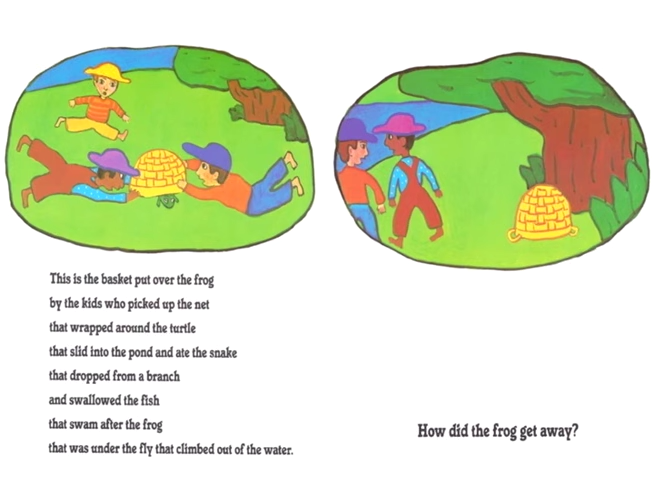 This is the basket put over the frog
by the kids who picked up the net
that wrapped around the turtle
that slid into the pond and ate the snake
that dropped from a branch
and swallowed the fish
that swam after the frog
that was under the fly that climbed out of the water.
How did the frog get away?